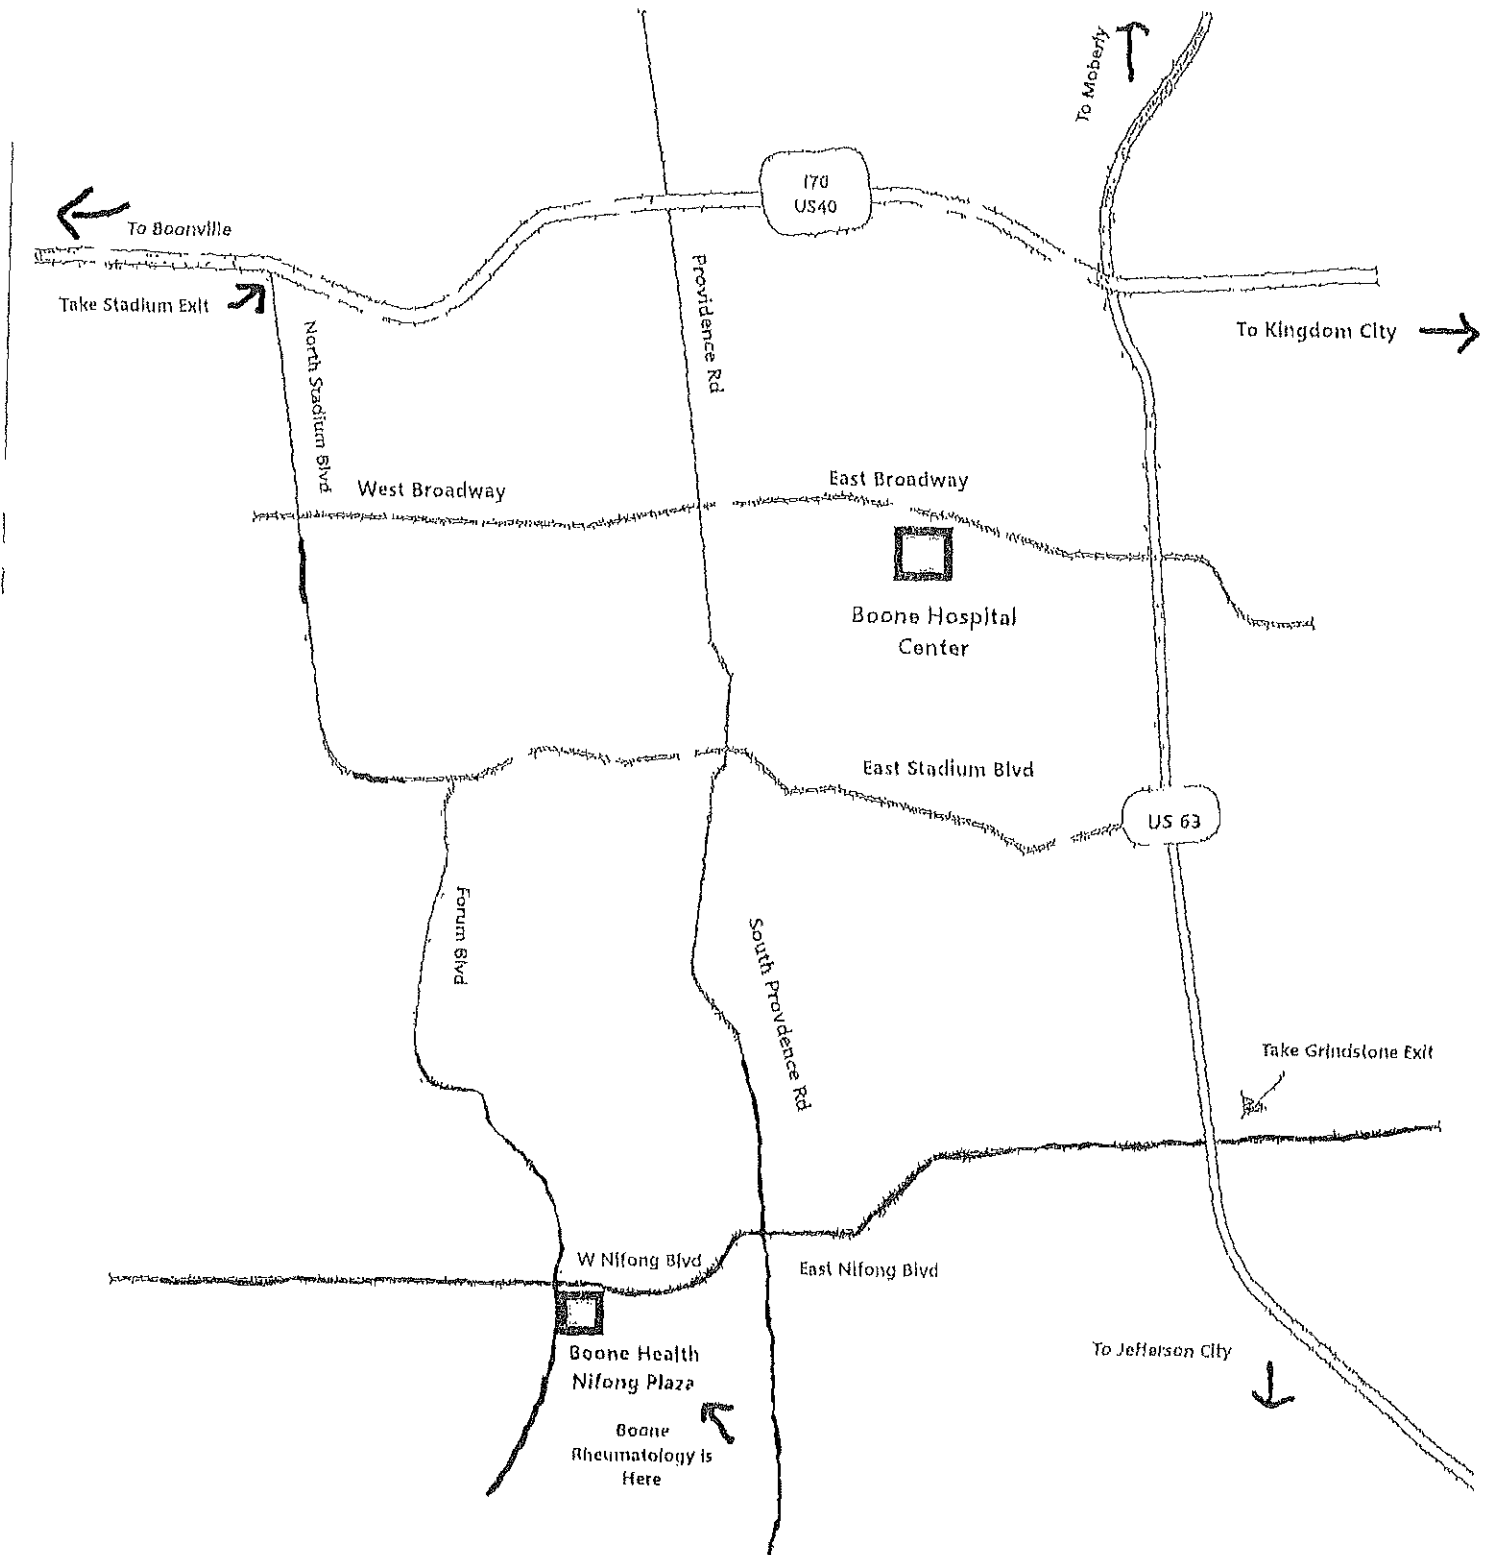 To Moberly
I70
US40
To Boonville
Take Stadium Exit
North Stadium Blvd
Providence Rd
To Kingdom City
West Broadway
East Broadway
Boone Hospital
Center
East Stadium Blvd
US 63
Forum Blvd
South Provdence Rd
Take Grindstone Exit
W Nifong Blvd
East Nifong Blvd
Boone Health
Nifong Plaza
To Jefferson City
Boone
Rheumatology is
Here